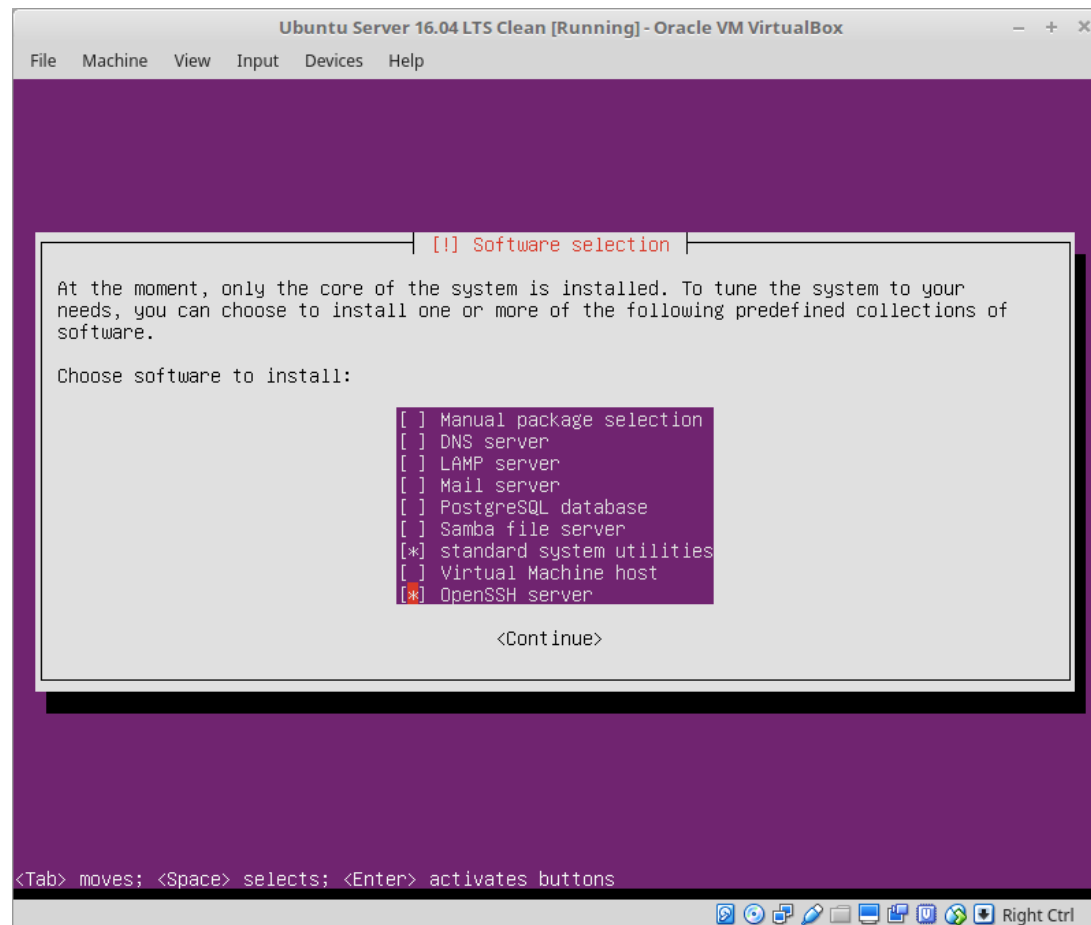 Ubuntu Server 16.04 LTS Clean [Running] - Oracle VM VirtualBox
File Machine View Input Devices Help
[!] Software selection
At the moment, only the core of the system is installed. To tune the system to your
needs, you can choose to install one or more of the following predefined collections of
software.
Choose software to install:
[ ] Manual package selection
[ ] DNS server
[ ] LAMP server
[ ] Mail server
[ ] PostgreSQL database
[ ] Samba file server
[*] standard system utilities
[ ] Virtual Machine host
[*] OpenSSH server
<Continue>
<Tab> moves; <Space> selects; <Enter> activates buttons
Right Ctrl